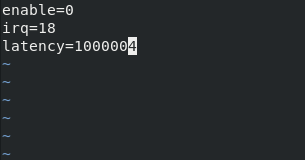 enable=0
irq=18
latency=1000004
~
~
~
~
~
~